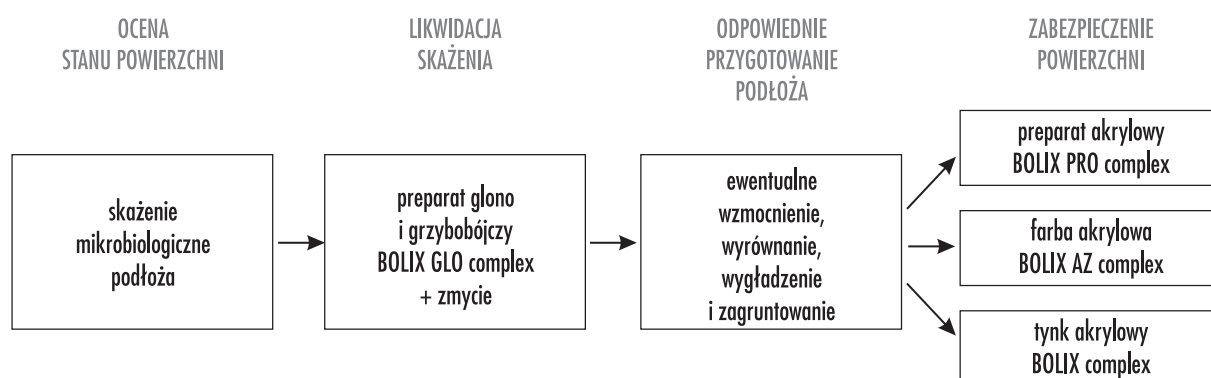 OCENA
STANU POWIERZCHNI
LIKWIDACJA
SKAŻENIA
ODPOWIEDNIE
PRZYGOTOWANIE
PODŁOŻA
ZABEZPIECZENIE
POWIERZCHNI
skażenie
mikrobiologiczne
podłoża
preparat glono
i grzybobójczy
BOLIX GLO complex
+ zmycie
ewentualne
wzmocnienie,
wyrównanie,
wygładzenie
i zagruntowanie
preparat akrylowy
BOLIX PRO complex
farba akrylowa
BOLIX AZ complex
tynk akrylowy
BOLIX complex